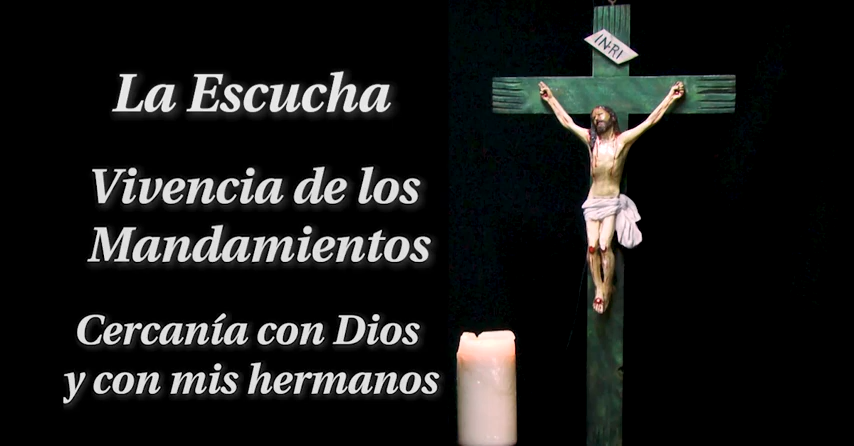 La Escucha
Vivencia de los
Mandamientos
Cercanía con Dios
y con mis hermanos
INRI